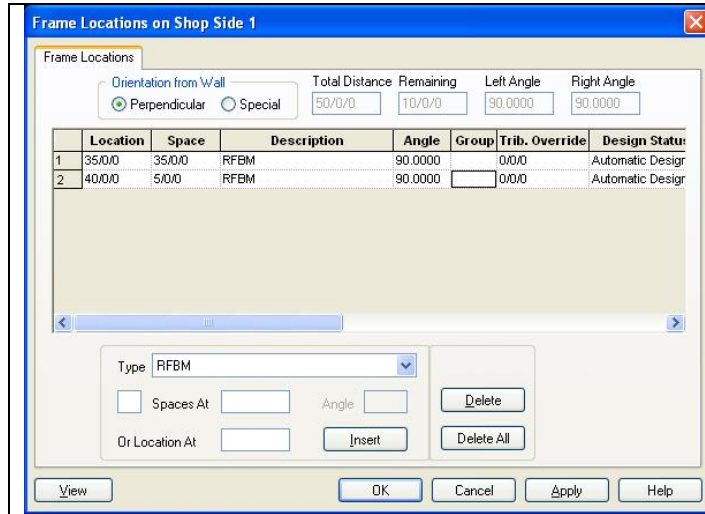 Frame Locations on Shop Side 1
Frame Locations
Orientation from Wall
Perpendicular Special
Total Distance Remaining Left Angle Right Angle
50/0/0 10/0/0 90.0000 90.0000
Location Space Description Angle Group Trib. Override Design Status
1 35/0/0 35/0/0 RFBM 90.0000 0/0/0 Automatic Design
2 40/0/0 5/0/0 RFBM 90.0000 0/0/0 Automatic Design
Type RFBM
Spaces At Angle Delete
Or Location At Insert Delete All
View OK Cancel Apply Help